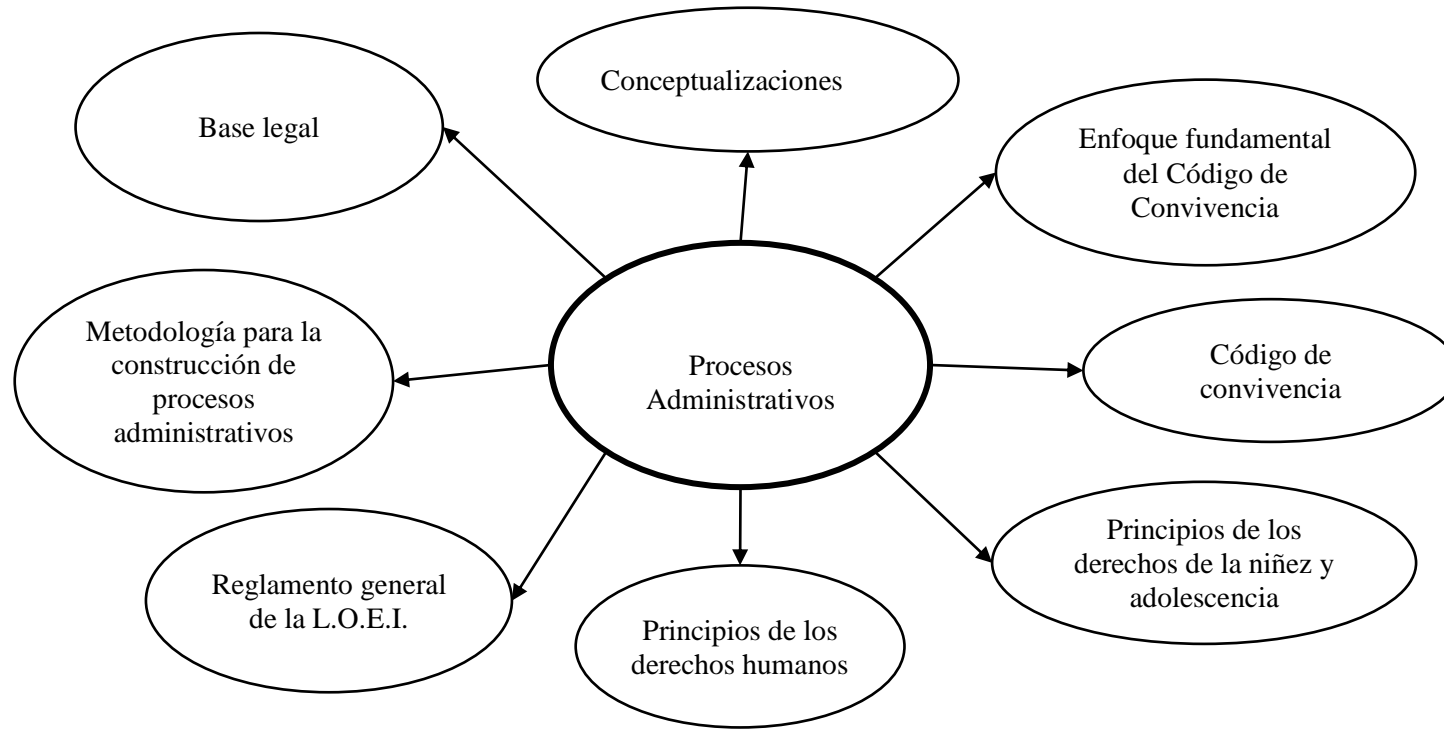 Conceptualizaciones
Base legal
Enfoque fundamental
del Código de
Convivencia
Metodología para la
construcción de
procesos
administrativos
Procesos
Administrativos
Código de
convivencia
Reglamento general
de la L.O.E.I.
Principios de los
derechos humanos
Principios de los
derechos de la niñez y
adolescencia